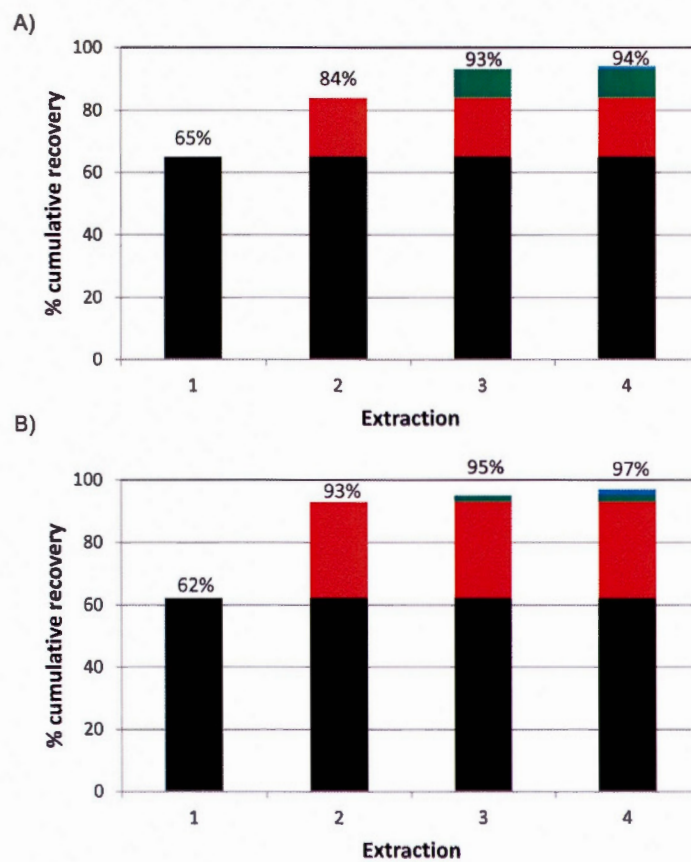 A)
% cumulative recovery
100
80
60
40
20
0
65%
84%
93%
94%
1 2 3 4
Extraction
B)
% cumulative recovery
100
80
60
40
20
0
62%
93%
95%
97%
1 2 3 4
Extraction